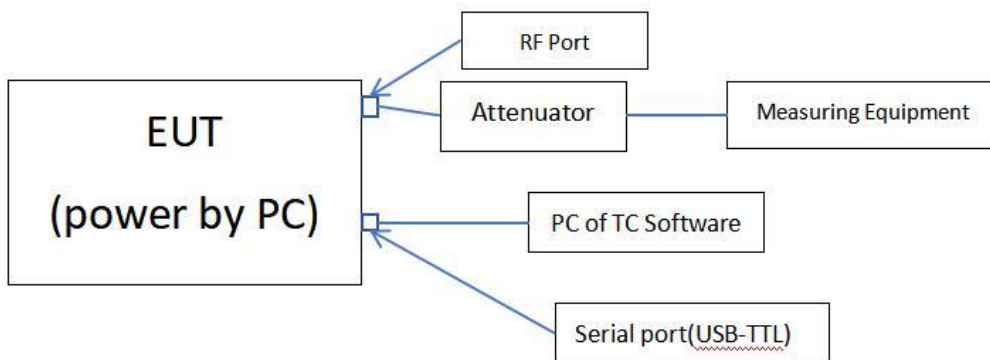 RF Port
EUT
(power by PC)
Attenuator
Measuring Equipment
PC of TC Software
Serial port(USB-TTL)